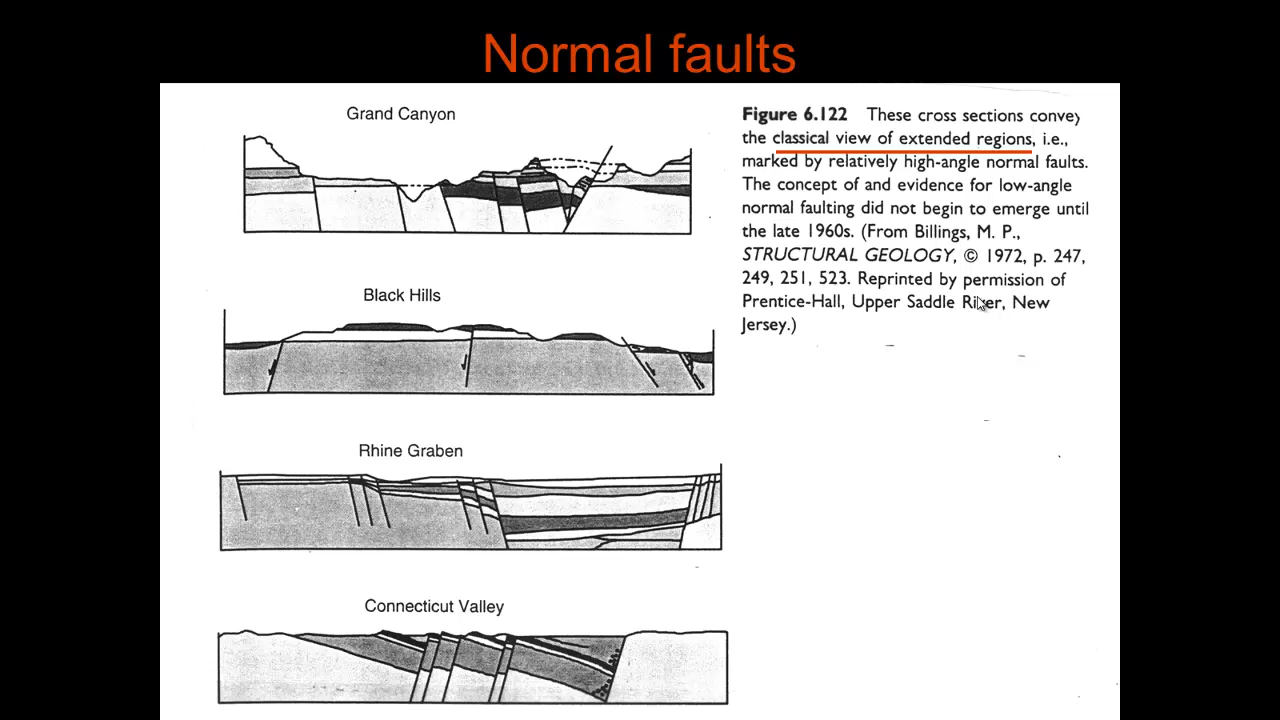 Normal faults
Grand Canyon
Black Hills
Rhine Graben
Connecticut Valley
Figure 6.122 These cross sections convey
the classical view of extended regions, i.e.,
marked by relatively high-angle normal faults.
The concept of and evidence for low-angle
normal faulting did not begin to emerge until
the late 1960s. (From Billings, M. P.,
STRUCTURAL GEOLOGY, © 1972, p. 247,
249, 251, 523. Reprinted by permission of
Prentice-Hall, Upper Saddle River, New
Jersey.)